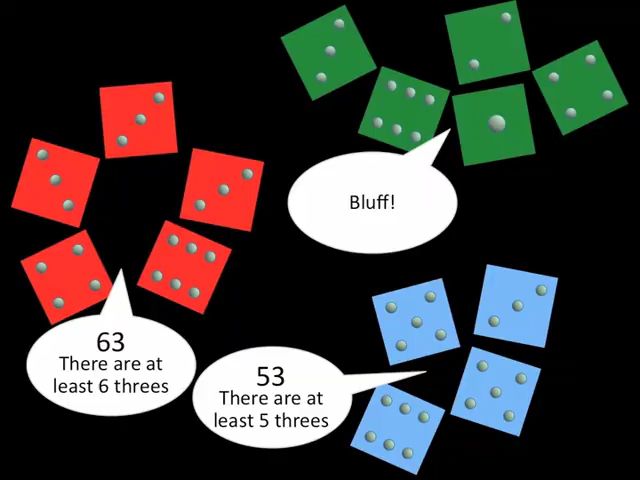 Bluff!
63
There are at
least 6 threes
53
There are at
least 5 threes